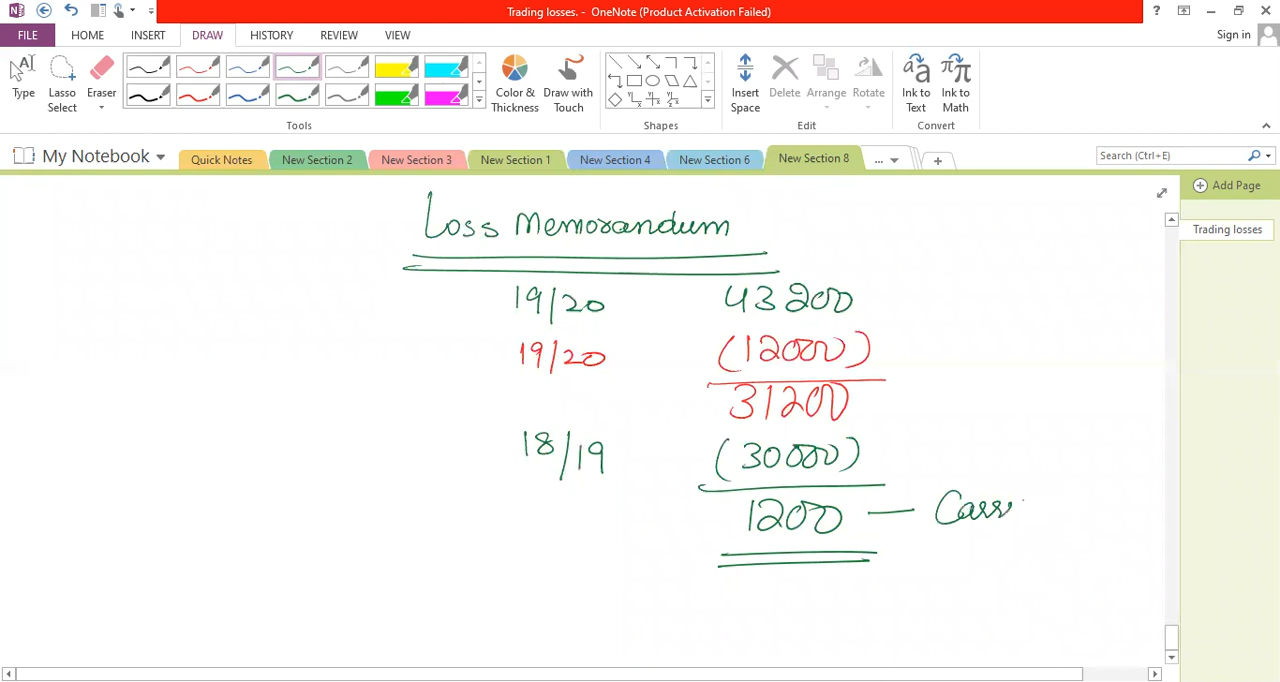 Trading losses. - OneNote (Product Activation Failed)
?
FILE HOME INSERT DRAW HISTORY REVIEW VIEW
Sign in
Type
Lasso Select
Eraser
Color & Thickness
Draw with Touch
Insert Space
Delete
Arrange
Rotate
Ink to Text
Ink to Math
Tools
Shapes
Edit
Convert
My Notebook
Quick Notes
New Section 2
New Section 3
New Section 1
New Section 4
New Section 6
New Section 8
...
Search (Ctrl+E)
Add Page
Trading losses
Loss Memorandum
19/20 43200
19/20 (12000)
31200
18/19 (30000)
1200 —